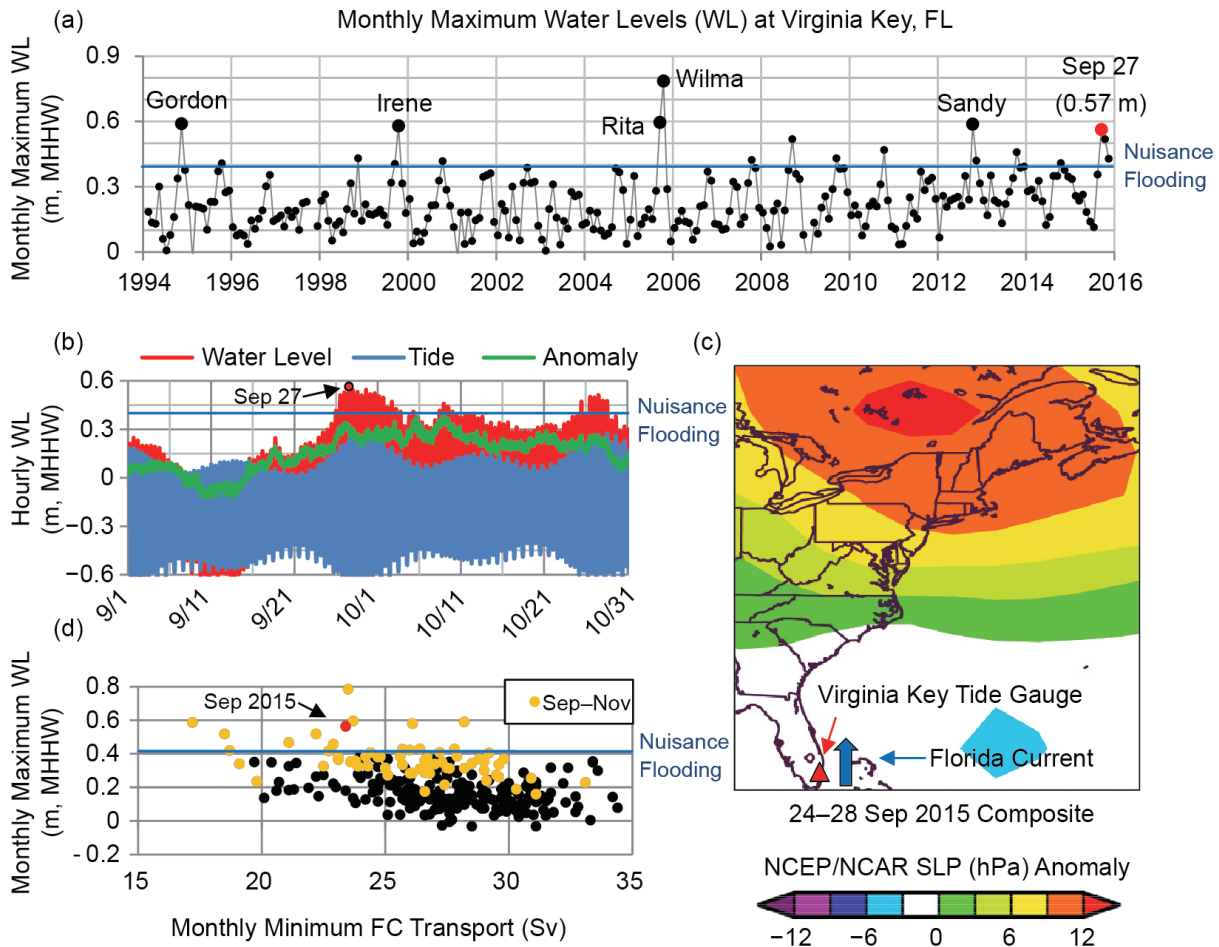 (a)
Monthly Maximum Water Levels (WL) at Virginia Key, FL
Monthly Maximum WL
(m, MHHW)
0.9
0.6
0.3
0
Gordon
Irene
Wilma
Rita
Sandy
Sep 27
(0.57 m)
Nuisance
Flooding
1994 1996 1998 2000 2002 2004 2006 2008 2010 2012 2014 2016
(b)
Water Level Tide Anomaly
Hourly WL
(m, MHHW)
0.6
0.3
0
−0.3
−0.6
Sep 27
Nuisance
Flooding
9/1 9/11 9/21 10/1 10/11 10/21 10/31
(c)
Virginia Key Tide Gauge
Florida Current
24–28 Sep 2015 Composite
NCEP/NCAR SLP (hPa) Anomaly
−12 −6 0 6 12
(d)
Monthly Maximum WL
(m, MHHW)
0.8
0.6
0.4
0.2
0
-0.2
Sep 2015
Sep–Nov
Nuisance
Flooding
15 20 25 30 35
Monthly Minimum FC Transport (Sv)